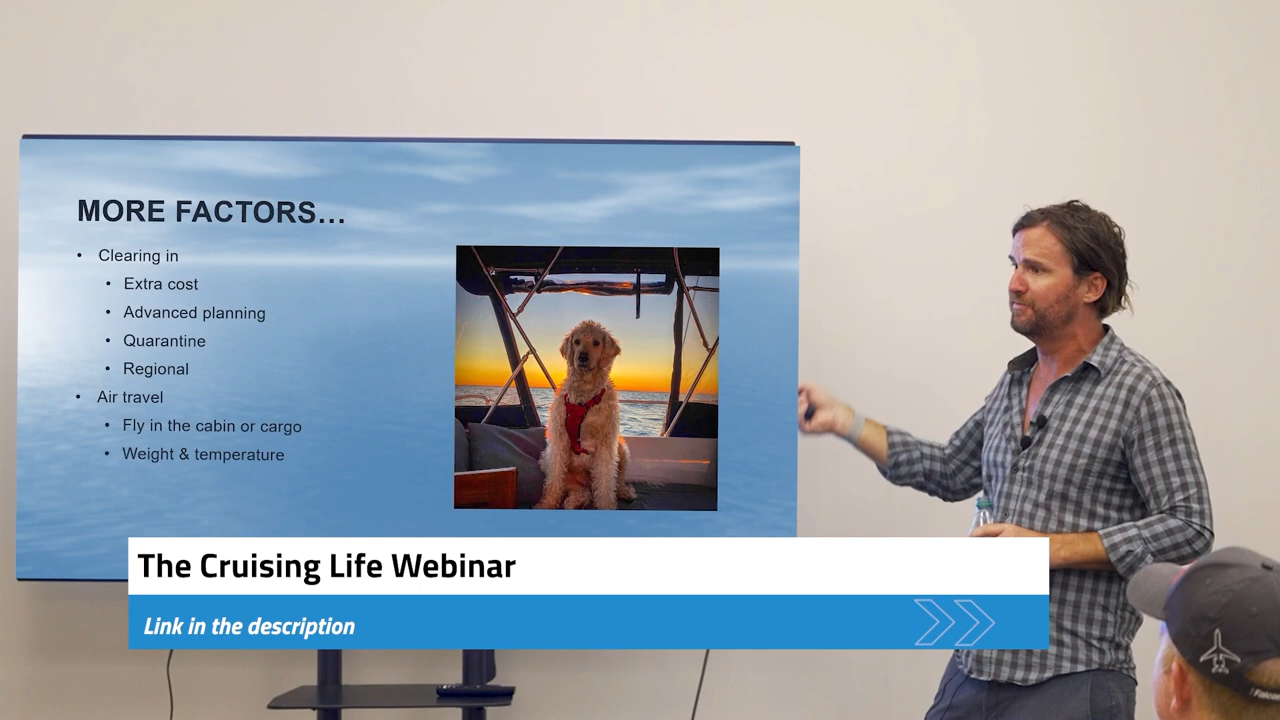 MORE FACTORS...
• Clearing in
• Extra cost
• Advanced planning
• Quarantine
• Regional
• Air travel
• Fly in the cabin or cargo
• Weight & temperature
The Cruising Life Webinar
Link in the description